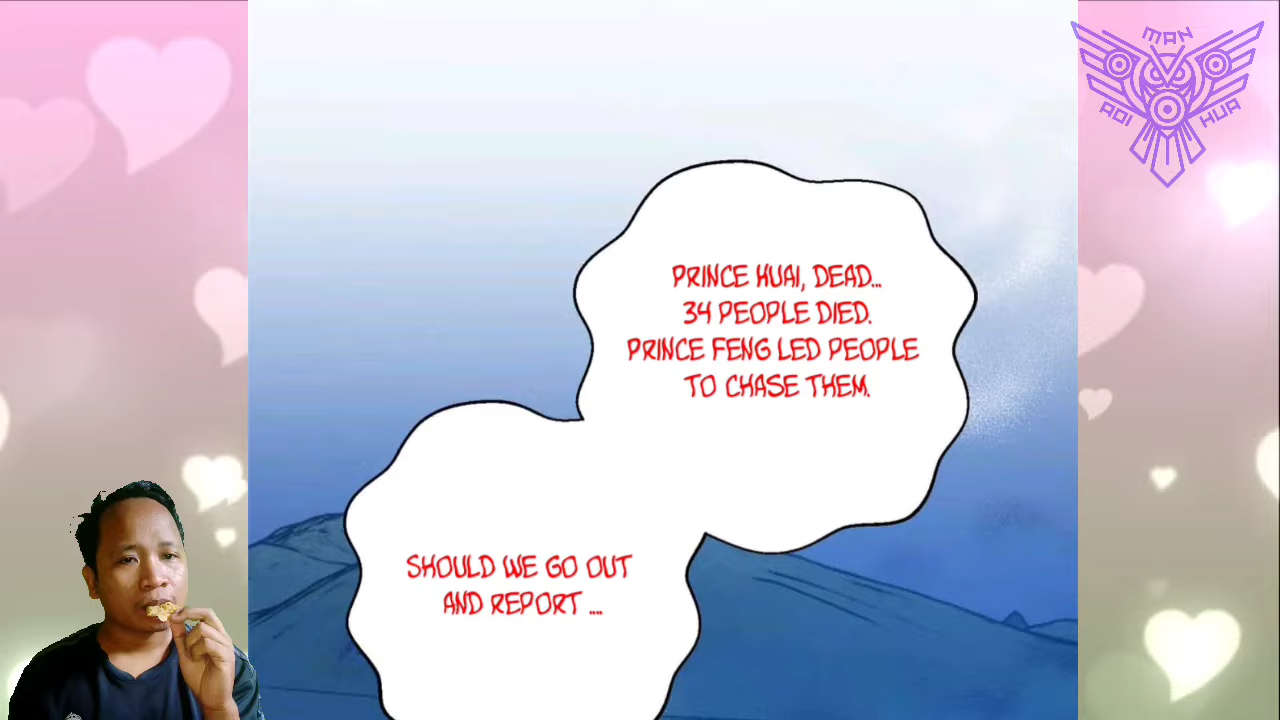 MAN
AOI HUA
PRINCE HUAI, DEAD...
34 PEOPLE DIED.
PRINCE FENG LED PEOPLE
TO CHASE THEM.
SHOULD WE GO OUT
AND REPORT ....